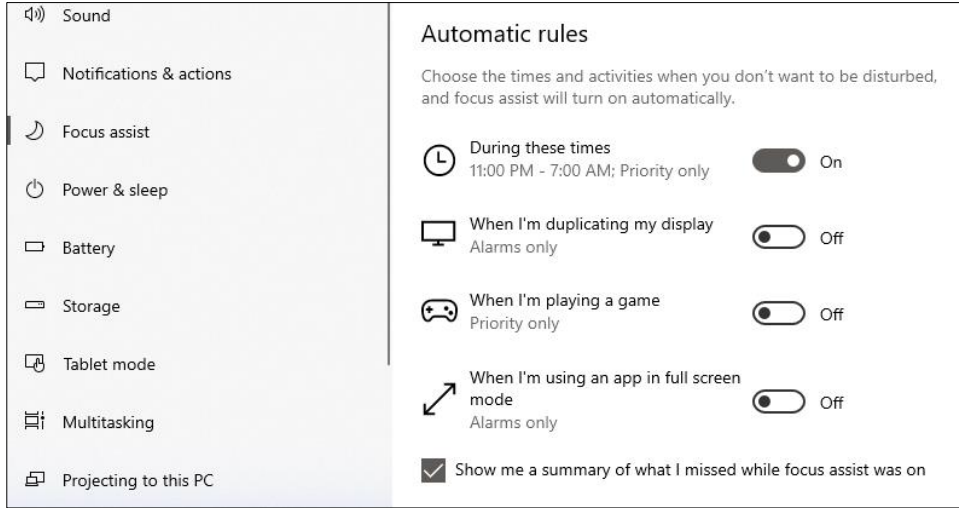 Sound
Notifications & actions
Focus assist
Power & sleep
Battery
Storage
Tablet mode
Multitasking
Projecting to this PC
Automatic rules
Choose the times and activities when you don't want to be disturbed,
and focus assist will turn on automatically.
During these times
11:00 PM - 7:00 AM; Priority only
On
When I'm duplicating my display
Alarms only
Off
When I'm playing a game
Priority only
Off
When I'm using an app in full screen
mode
Alarms only
Off
Show me a summary of what I missed while focus assist was on